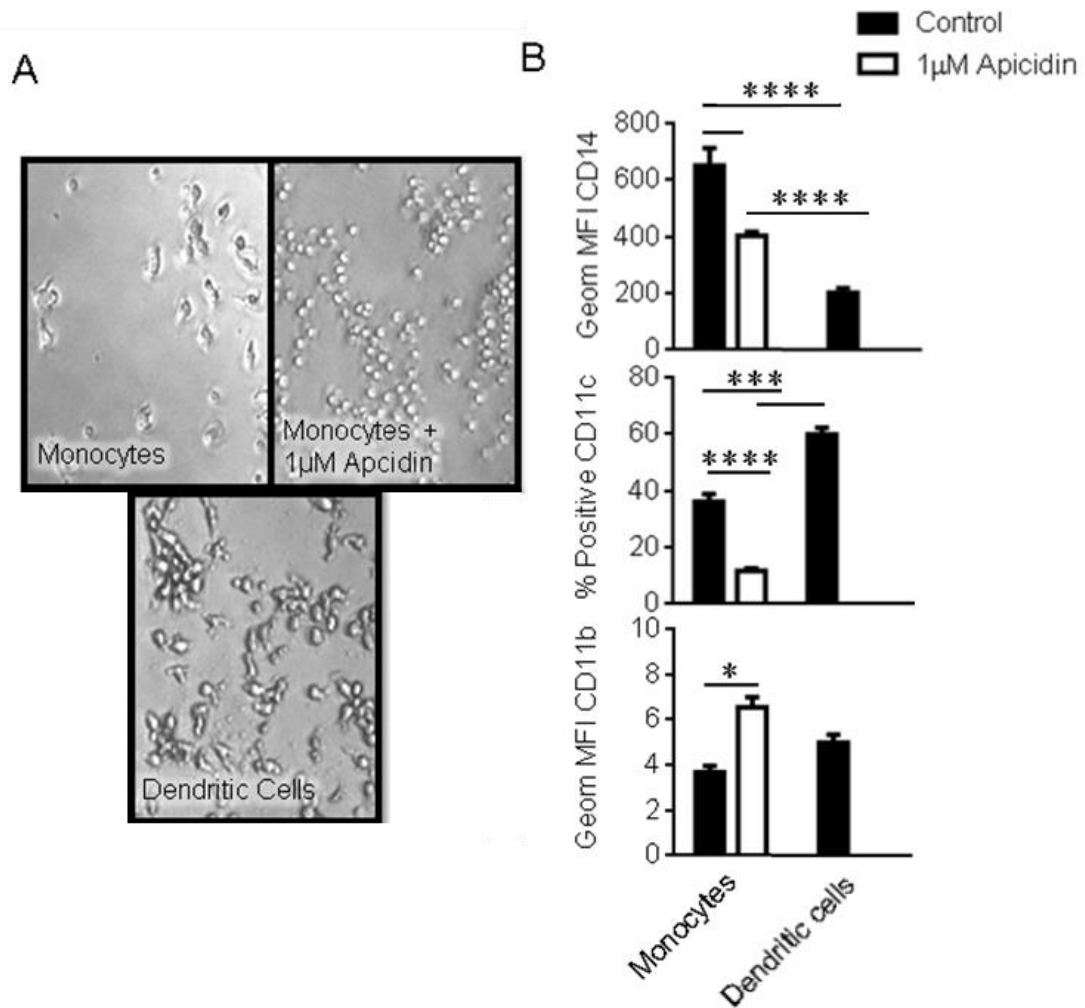 A
Monocytes
Monocytes +
1µM Apcidin
Dendritic Cells
B
Control
1µM Apicidin
Geom MFI CD14
800
600
400
200
0
****
****
% Positive CD11c
80
60
40
20
0
***
****
Geom MFI CD11b
10
8
6
4
2
0
*
Monocytes
Dendritic cells